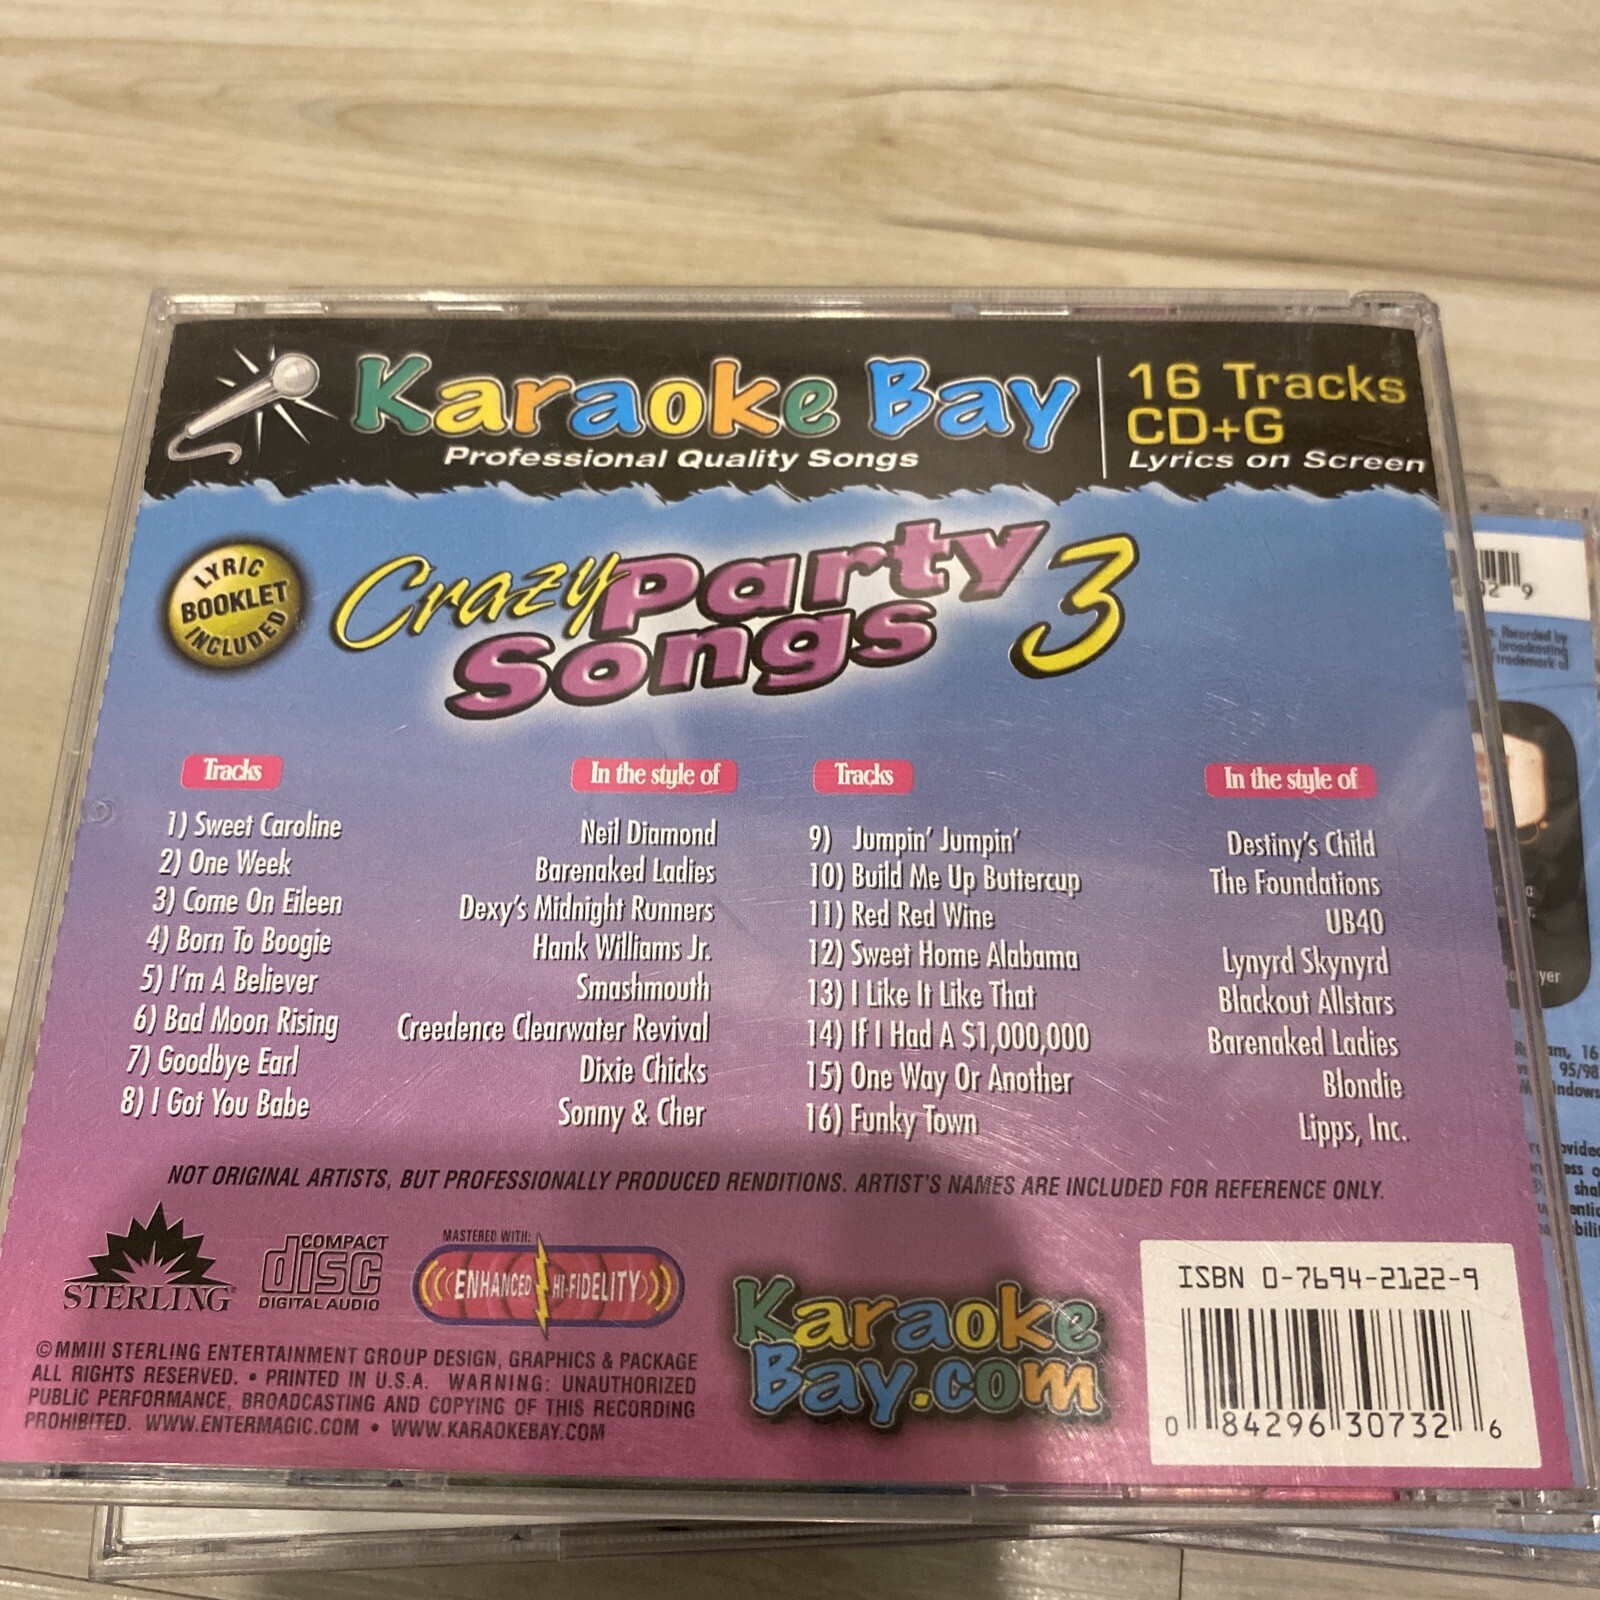 Karaoke Bay
Professional Quality Songs
16 Tracks
CD+G
Lyrics on Screen
LYRIC
BOOKLET
INCLUDED
Crazy Party
Songs 3
Tracks
In the style of
1) Sweet Caroline Neil Diamond
2) One Week Barenaked Ladies
3) Come On Eileen Dexy's Midnight Runners
4) Born To Boogie Hank Williams Jr.
5) I'm A Believer Smashmouth
6) Bad Moon Rising Creedence Clearwater Revival
7) Goodbye Earl Dixie Chicks
8) I Got You Babe Sonny & Cher
Tracks
In the style of
9) Jumpin' Jumpin' Destiny's Child
10) Build Me Up Buttercup The Foundations
11) Red Red Wine UB40
12) Sweet Home Alabama Lynyrd Skynyrd
13) I Like It Like That Blackout Allstars
14) If I Had A $1,000,000 Barenaked Ladies
15) One Way Or Another Blondie
16) Funky Town Lipps, Inc.
NOT ORIGINAL ARTISTS, BUT PROFESSIONALLY PRODUCED RENDITIONS. ARTIST'S NAMES ARE INCLUDED FOR REFERENCE ONLY.
STERLING
COMPACT
disc
DIGITAL AUDIO
MASTERED WITH:
ENHANCED HI-FIDELITY
©MMIII STERLING ENTERTAINMENT GROUP DESIGN, GRAPHICS & PACKAGE
ALL RIGHTS RESERVED. • PRINTED IN U.S.A. WARNING: UNAUTHORIZED
PUBLIC PERFORMANCE, BROADCASTING AND COPYING OF THIS RECORDING
PROHIBITED. WWW.ENTERMAGIC.COM • WWW.KARAOKEBAY.COM
Karaoke
Bay.com
ISBN 0-7694-2122-9
0 84296 30732 6
9
Recorded by
broadcasting
trademark of
16
95/98